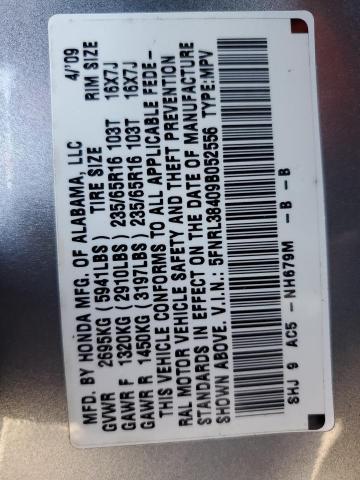 MFD. BY HONDA MFG. OF ALABAMA, LLC 4/'09
TIRE SIZE RIM SIZE
GVWR 2695KG (5941LBS)
GAWR F 1320KG (2910LBS) 235/65R16 103T 16X7J
GAWR R 1450KG (3197LBS) 235/65R16 103T 16X7J
THIS VEHICLE CONFORMS TO ALL APPLICABLE FEDE-
RAL MOTOR VEHICLE SAFETY AND THEFT PREVENTION
STANDARDS IN EFFECT ON THE DATE OF MANUFACTURE
SHOWN ABOVE. V.I.N.: 5FNRL38409B052556 TYPE:MPV
SHJ 9 AC5 -NH679M -B -B